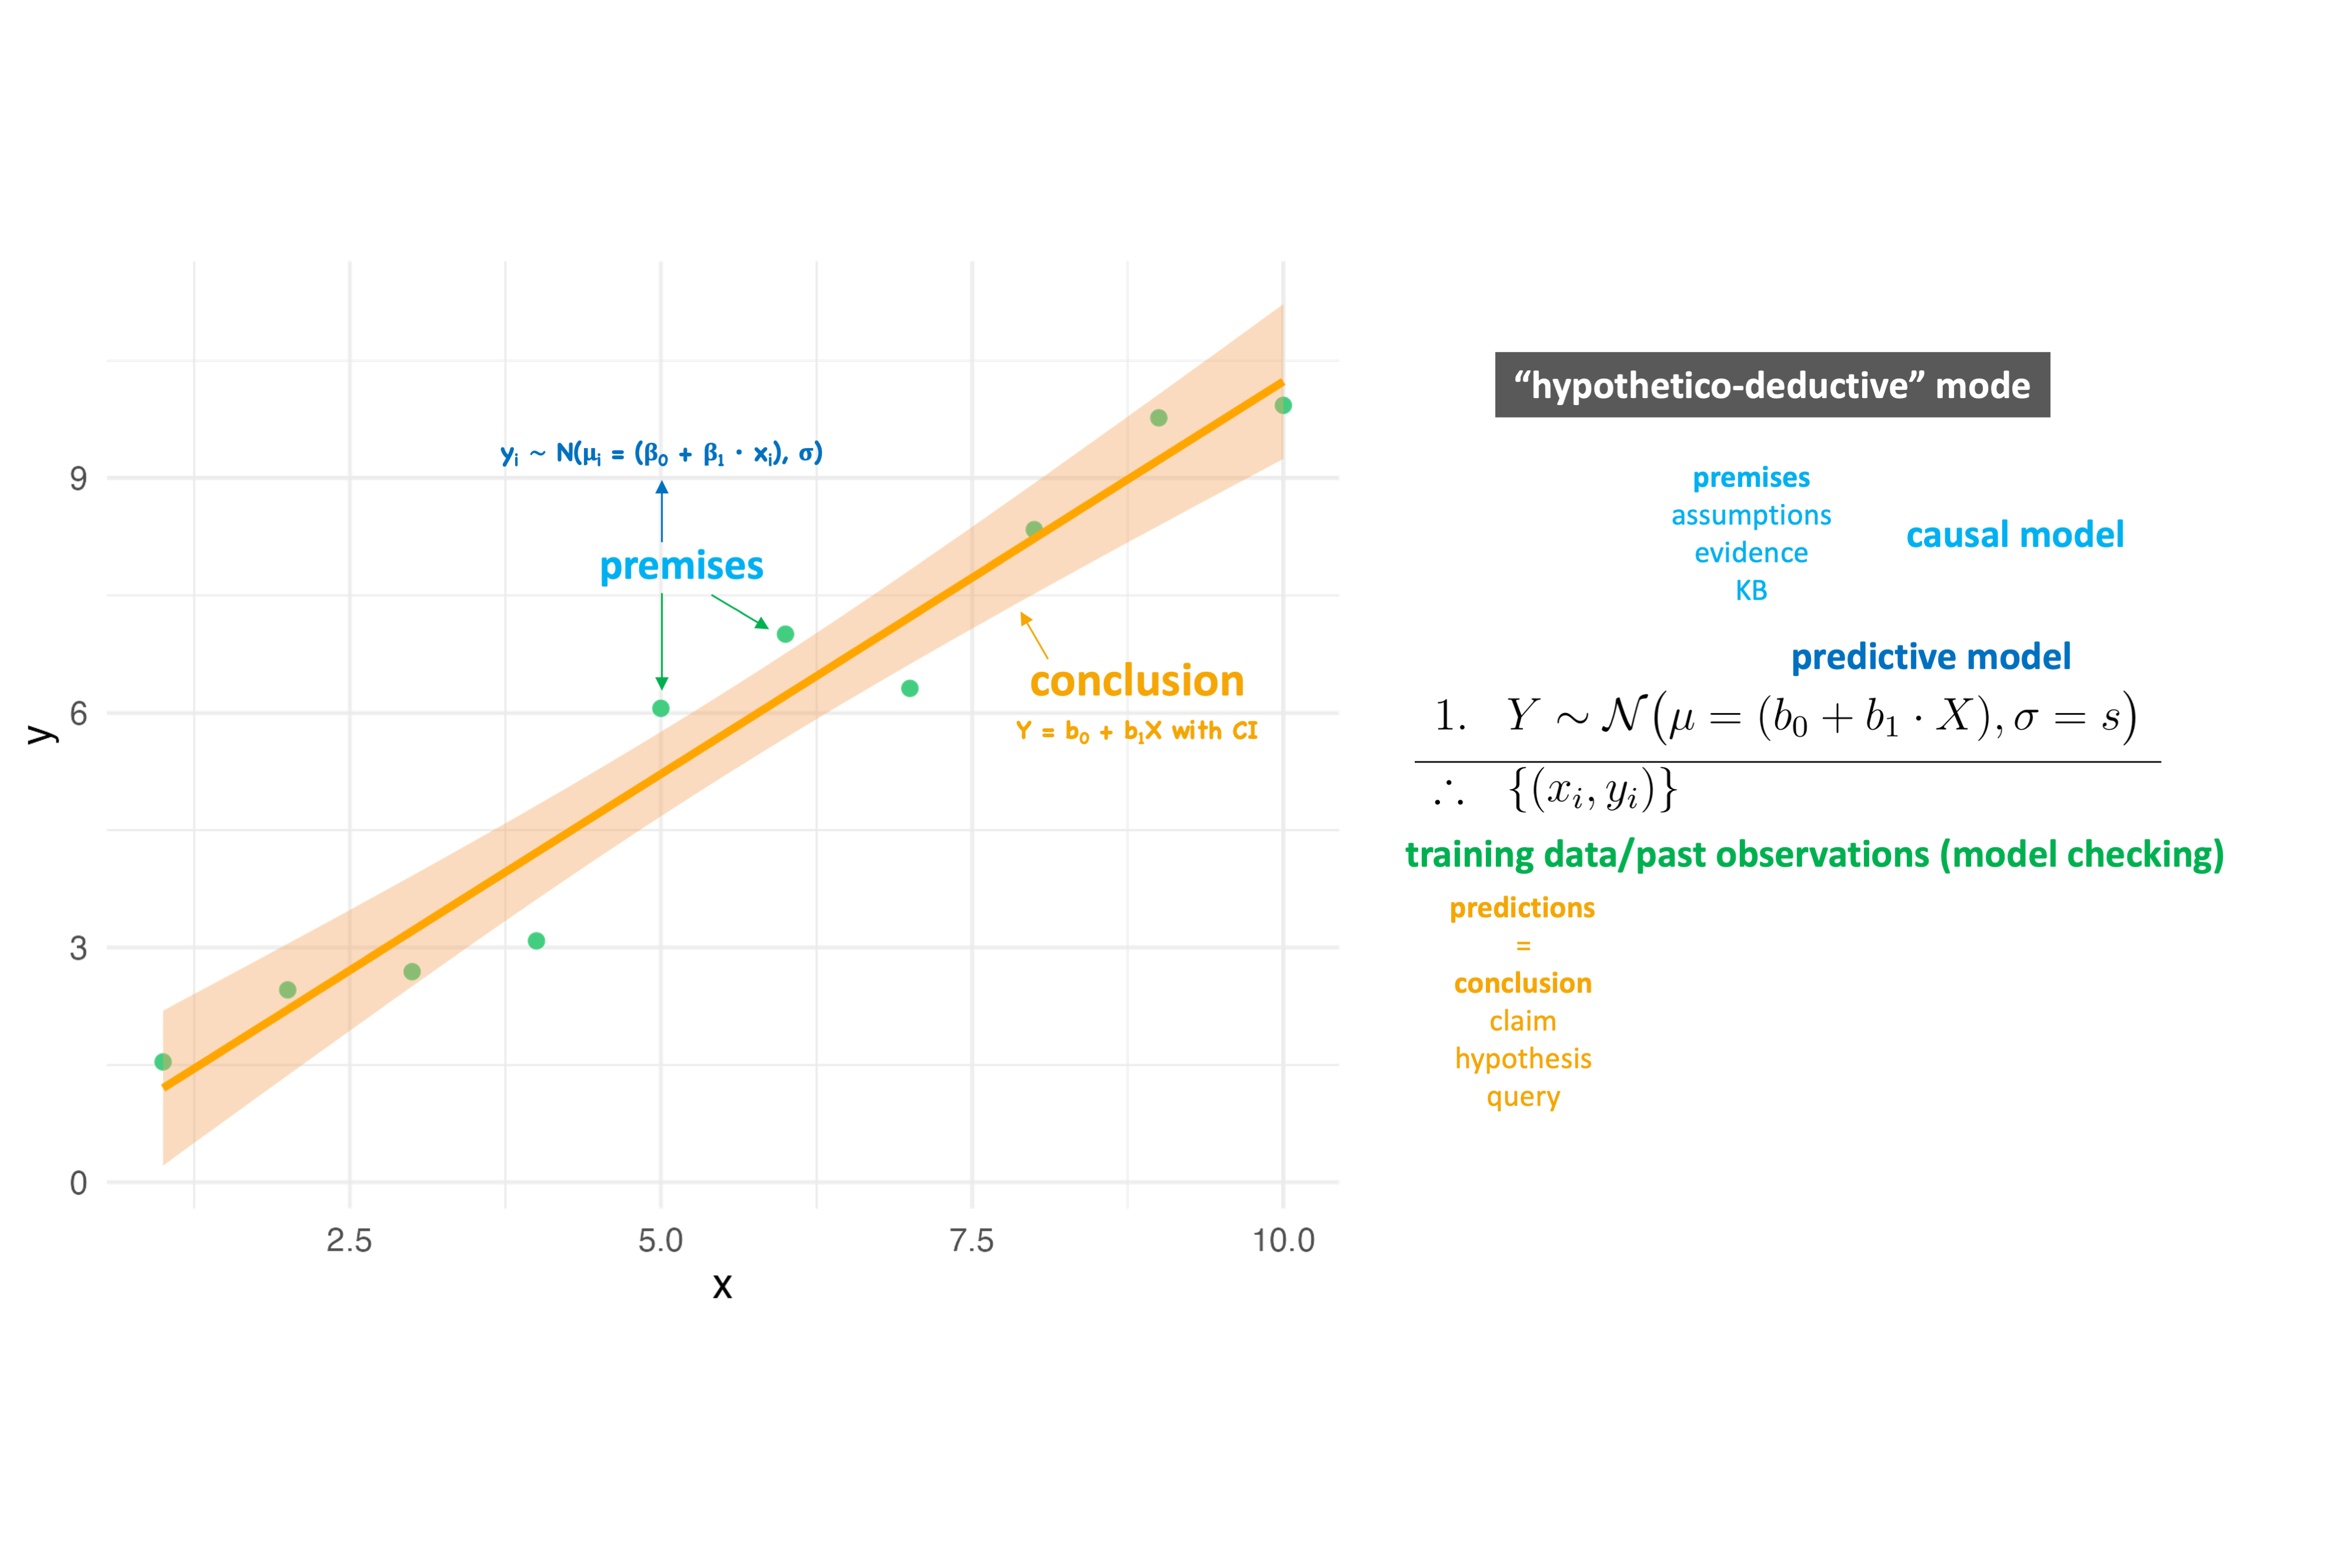 y
9
6
3
0
2.5
5.0
7.5
10.0
x
yᵢ ~ N(μᵢ = (β₀ + β₁ · xᵢ), σ)
premises
conclusion
Y = b₀ + b₁X with CI
“hypothetico-deductive” mode
premises
assumptions
evidence
KB
causal model
predictive model
1. Y ∼ 𝒩(μ = (b₀ + b₁ · X), σ = s)
∴ {(xᵢ, yᵢ)}
training data/past observations (model checking)
predictions
=
conclusion
claim
hypothesis
query